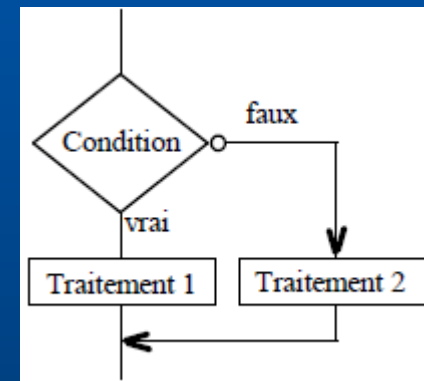 faux
Condition
vrai
Traitement 1
Traitement 2